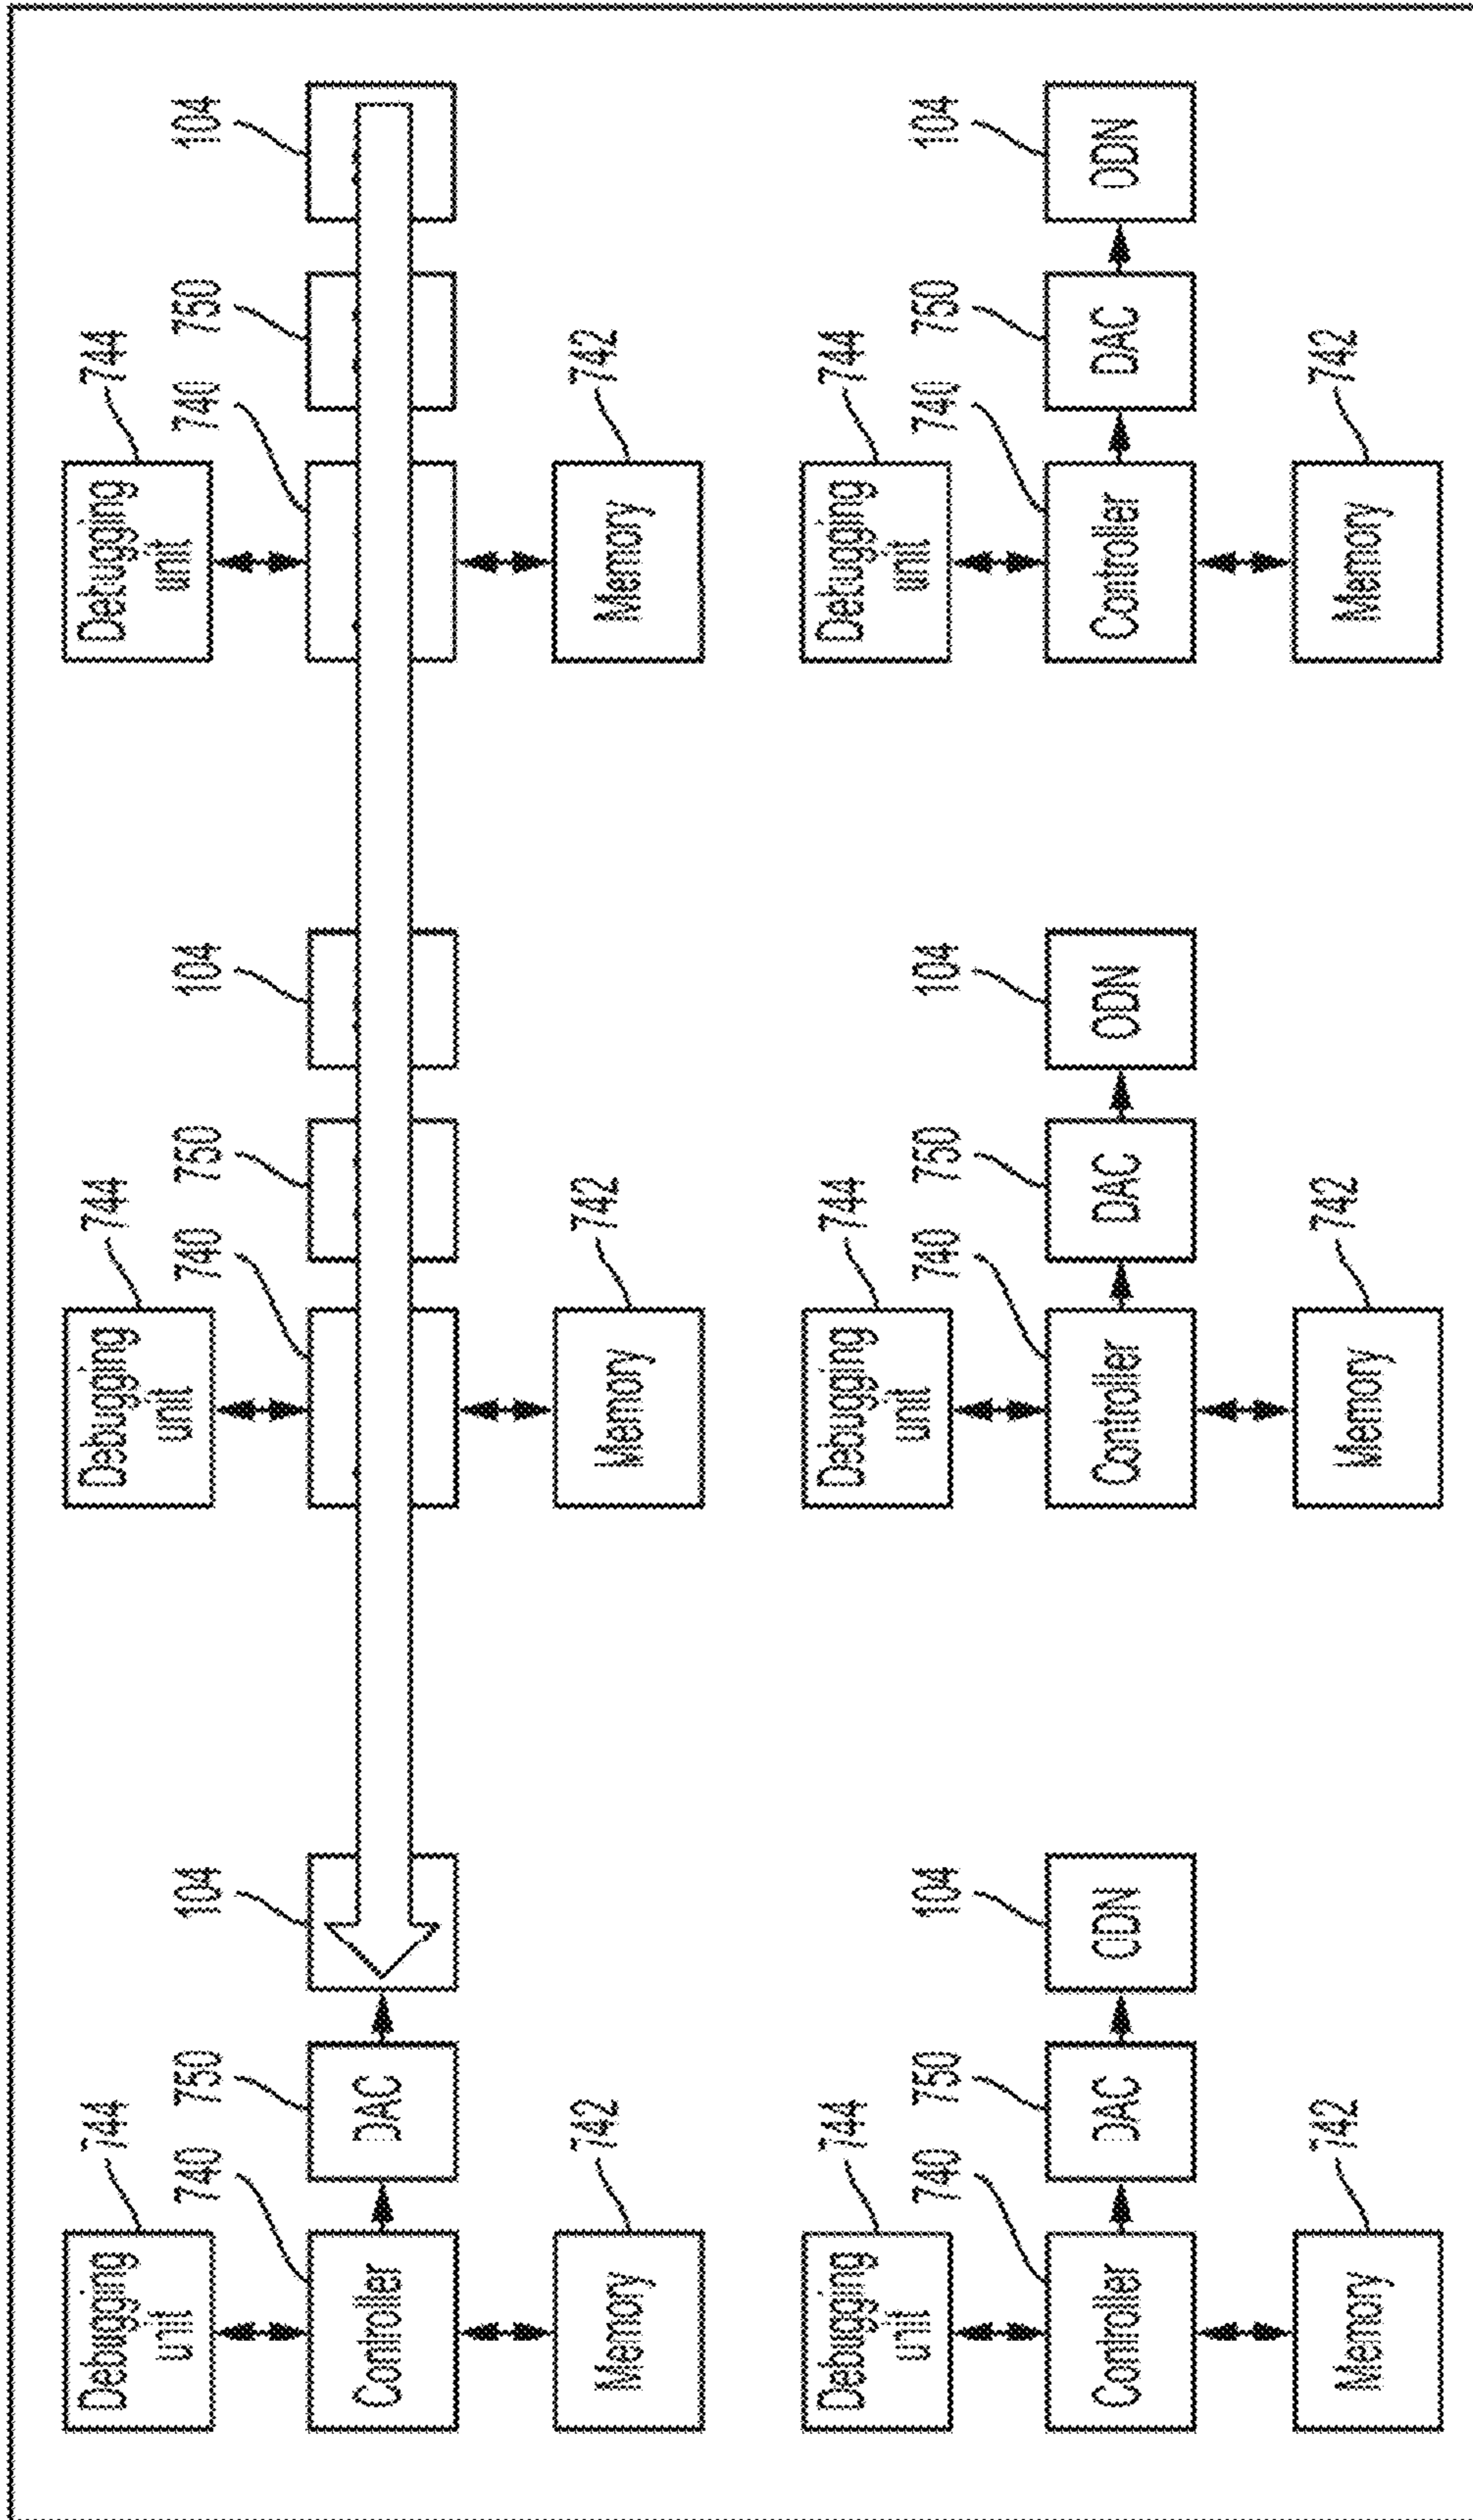 Debugging
unit
744
740
750
104
Controller
DAC
Memory
742
Debugging
unit
744
740
750
104
Memory
742
Debugging
unit
744
740
750
104
Memory
742
Debugging
unit
744
740
750
104
Controller
DAC
ODN
Memory
742
Debugging
unit
744
740
750
104
Controller
DAC
ODN
Memory
742
Debugging
unit
744
740
750
104
Controller
DAC
ODN
Memory
742